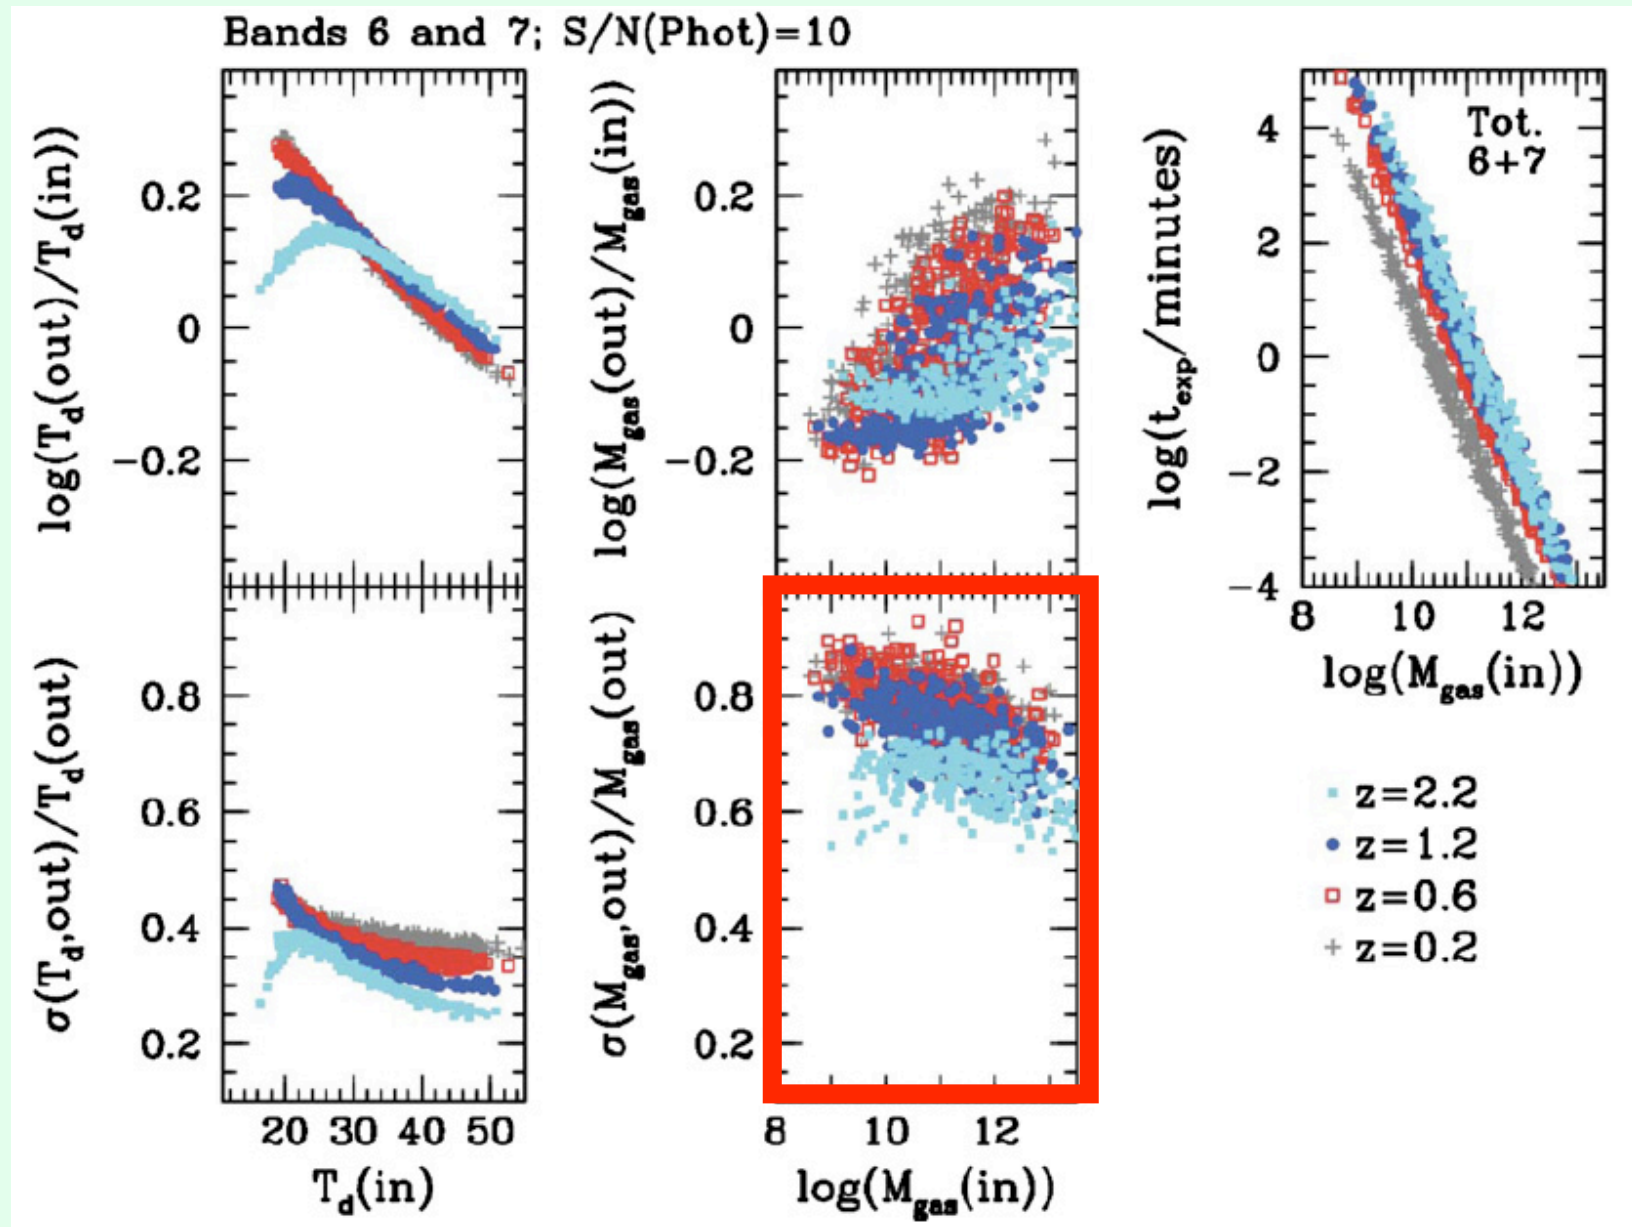 Bands 6 and 7; S/N(Phot)=10
log(T_d(out)/T_d(in))
0.2
0
−0.2
log(M_gas(out)/M_gas(in))
0.2
0
−0.2
log(t_exp/minutes)
4
2
0
−2
−4
Tot.
6+7
8 10 12
log(M_gas(in))
σ(T_d,out)/T_d(out)
0.8
0.6
0.4
0.2
20 30 40 50
T_d(in)
σ(M_gas,out)/M_gas(out)
0.8
0.6
0.4
0.2
8 10 12
log(M_gas(in))
z=2.2
z=1.2
z=0.6
z=0.2